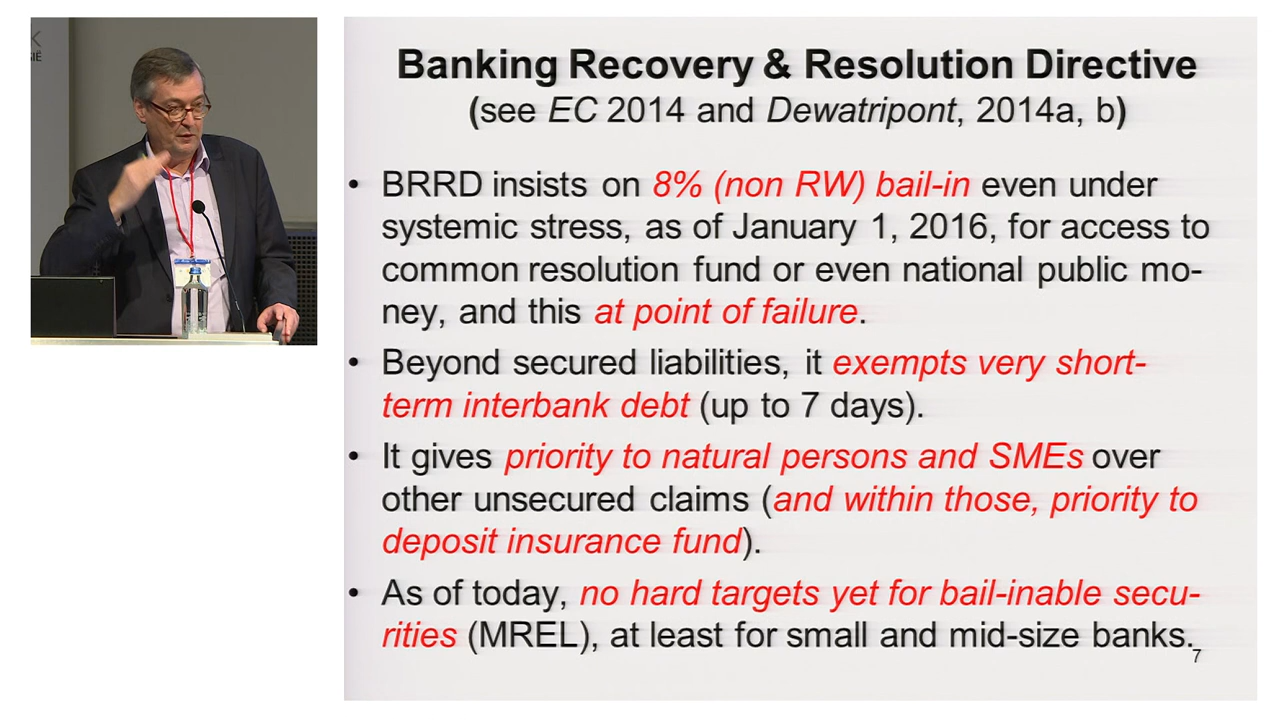 Banking Recovery & Resolution Directive
(see EC 2014 and Dewatripont, 2014a, b)
• BRRD insists on 8% (non RW) bail-in even under
systemic stress, as of January 1, 2016, for access to
common resolution fund or even national public mo-
ney, and this at point of failure.
• Beyond secured liabilities, it exempts very short-
term interbank debt (up to 7 days).
• It gives priority to natural persons and SMEs over
other unsecured claims (and within those, priority to
deposit insurance fund).
• As of today, no hard targets yet for bail-inable secu-
rities (MREL), at least for small and mid-size banks.
7